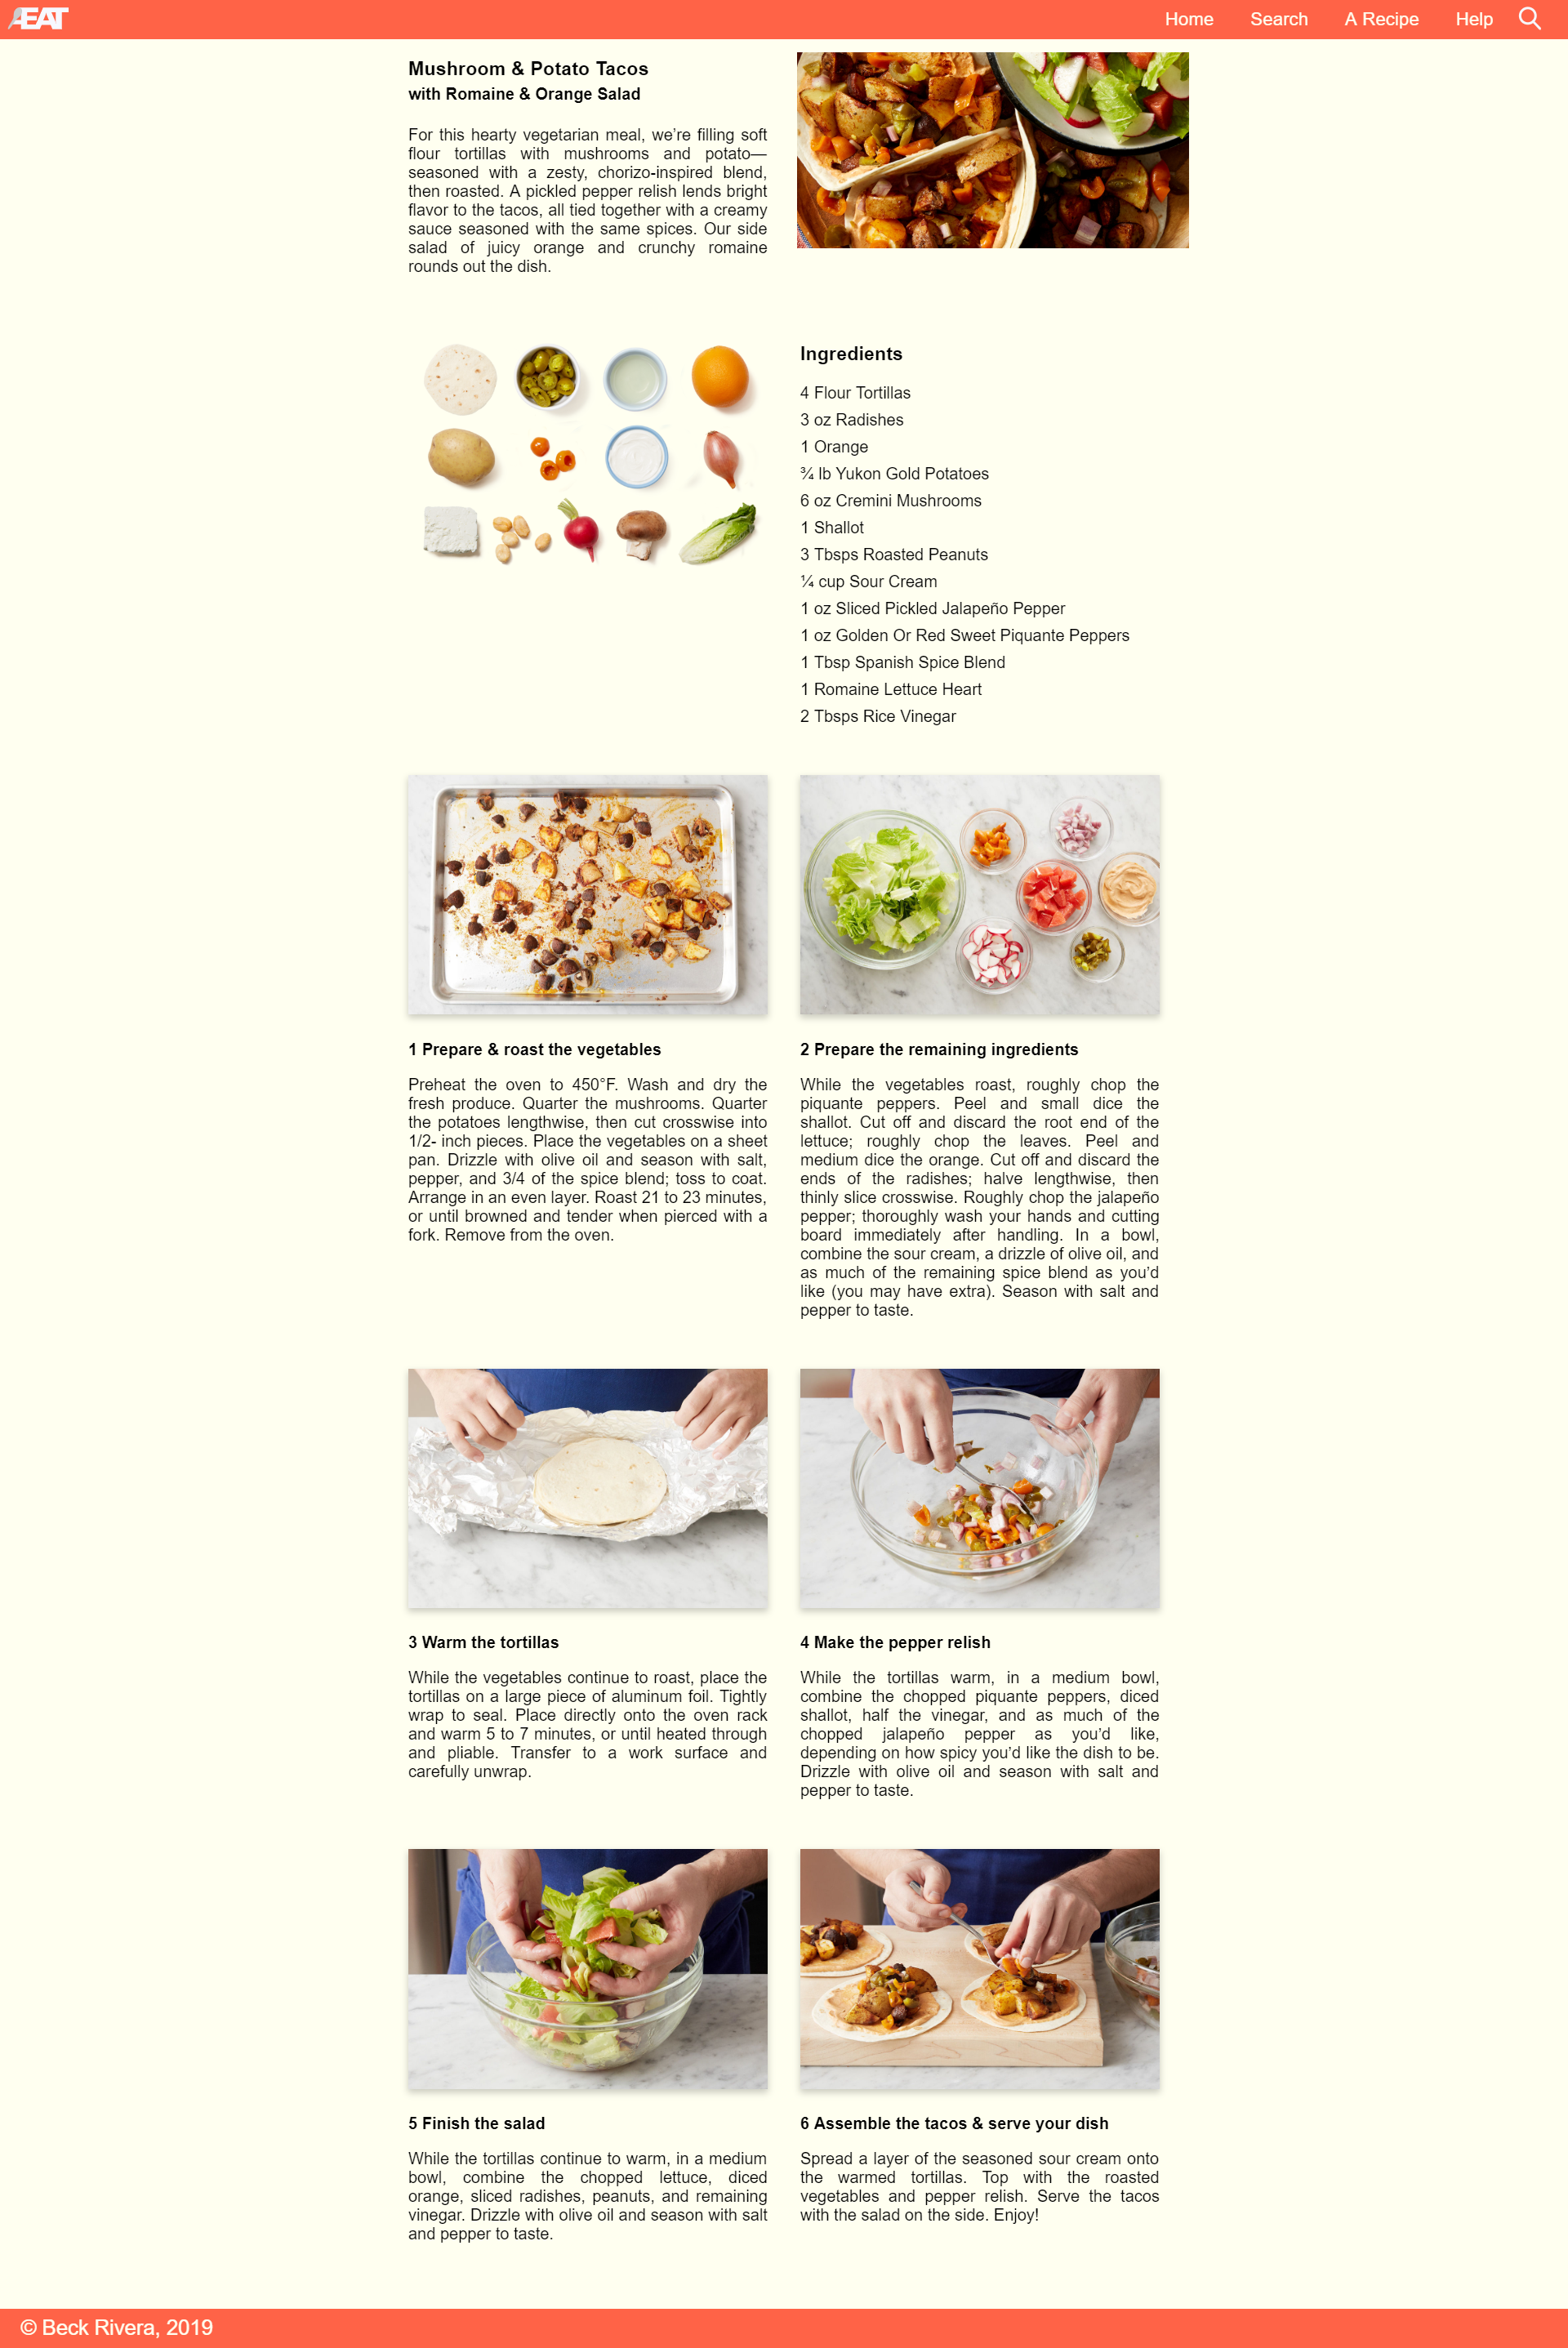 ÆEAT
Home Search A Recipe Help
Mushroom & Potato Tacos
with Romaine & Orange Salad
For this hearty vegetarian meal, we’re filling soft
flour tortillas with mushrooms and potato—
seasoned with a zesty, chorizo-inspired blend,
then roasted. A pickled pepper relish lends bright
flavor to the tacos, all tied together with a creamy
sauce seasoned with the same spices. Our side
salad of juicy orange and crunchy romaine
rounds out the dish.
Ingredients
4 Flour Tortillas
3 oz Radishes
1 Orange
¾ lb Yukon Gold Potatoes
6 oz Cremini Mushrooms
1 Shallot
3 Tbsps Roasted Peanuts
¼ cup Sour Cream
1 oz Sliced Pickled Jalapeño Pepper
1 oz Golden Or Red Sweet Piquante Peppers
1 Tbsp Spanish Spice Blend
1 Romaine Lettuce Heart
2 Tbsps Rice Vinegar
1 Prepare & roast the vegetables
Preheat the oven to 450°F. Wash and dry the
fresh produce. Quarter the mushrooms. Quarter
the potatoes lengthwise, then cut crosswise into
1/2- inch pieces. Place the vegetables on a sheet
pan. Drizzle with olive oil and season with salt,
pepper, and 3/4 of the spice blend; toss to coat.
Arrange in an even layer. Roast 21 to 23 minutes,
or until browned and tender when pierced with a
fork. Remove from the oven.
2 Prepare the remaining ingredients
While the vegetables roast, roughly chop the
piquante peppers. Peel and small dice the
shallot. Cut off and discard the root end of the
lettuce; roughly chop the leaves. Peel and
medium dice the orange. Cut off and discard the
ends of the radishes; halve lengthwise, then
thinly slice crosswise. Roughly chop the jalapeño
pepper; thoroughly wash your hands and cutting
board immediately after handling. In a bowl,
combine the sour cream, a drizzle of olive oil, and
as much of the remaining spice blend as you’d
like (you may have extra). Season with salt and
pepper to taste.
3 Warm the tortillas
While the vegetables continue to roast, place the
tortillas on a large piece of aluminum foil. Tightly
wrap to seal. Place directly onto the oven rack
and warm 5 to 7 minutes, or until heated through
and pliable. Transfer to a work surface and
carefully unwrap.
4 Make the pepper relish
While the tortillas warm, in a medium bowl,
combine the chopped piquante peppers, diced
shallot, half the vinegar, and as much of the
chopped jalapeño pepper as you’d like,
depending on how spicy you’d like the dish to be.
Drizzle with olive oil and season with salt and
pepper to taste.
5 Finish the salad
While the tortillas continue to warm, in a medium
bowl, combine the chopped lettuce, diced
orange, sliced radishes, peanuts, and remaining
vinegar. Drizzle with olive oil and season with salt
and pepper to taste.
6 Assemble the tacos & serve your dish
Spread a layer of the seasoned sour cream onto
the warmed tortillas. Top with the roasted
vegetables and pepper relish. Serve the tacos
with the salad on the side. Enjoy!
© Beck Rivera, 2019